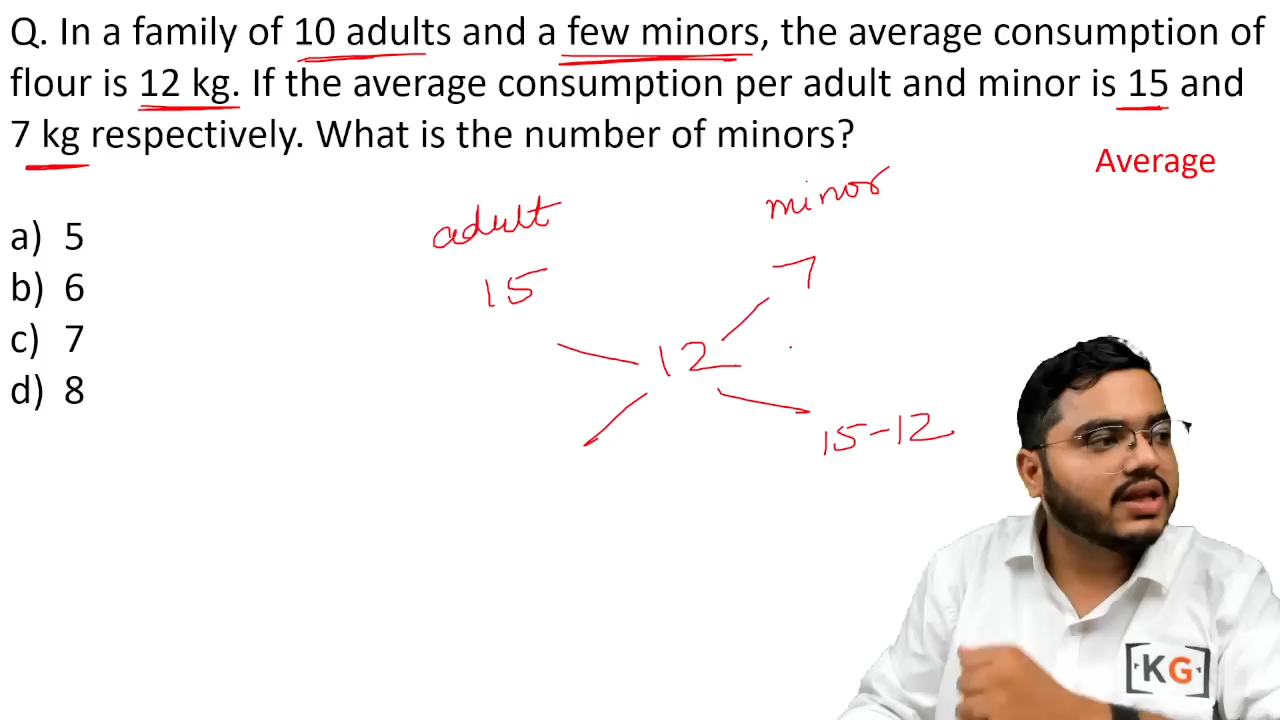 Q. In a family of 10 adults and a few minors, the average consumption of
flour is 12 kg. If the average consumption per adult and minor is 15 and
7 kg respectively. What is the number of minors?
Average
a) 5
b) 6
c) 7
d) 8
adult
minor
15
7
12
15-12
KG